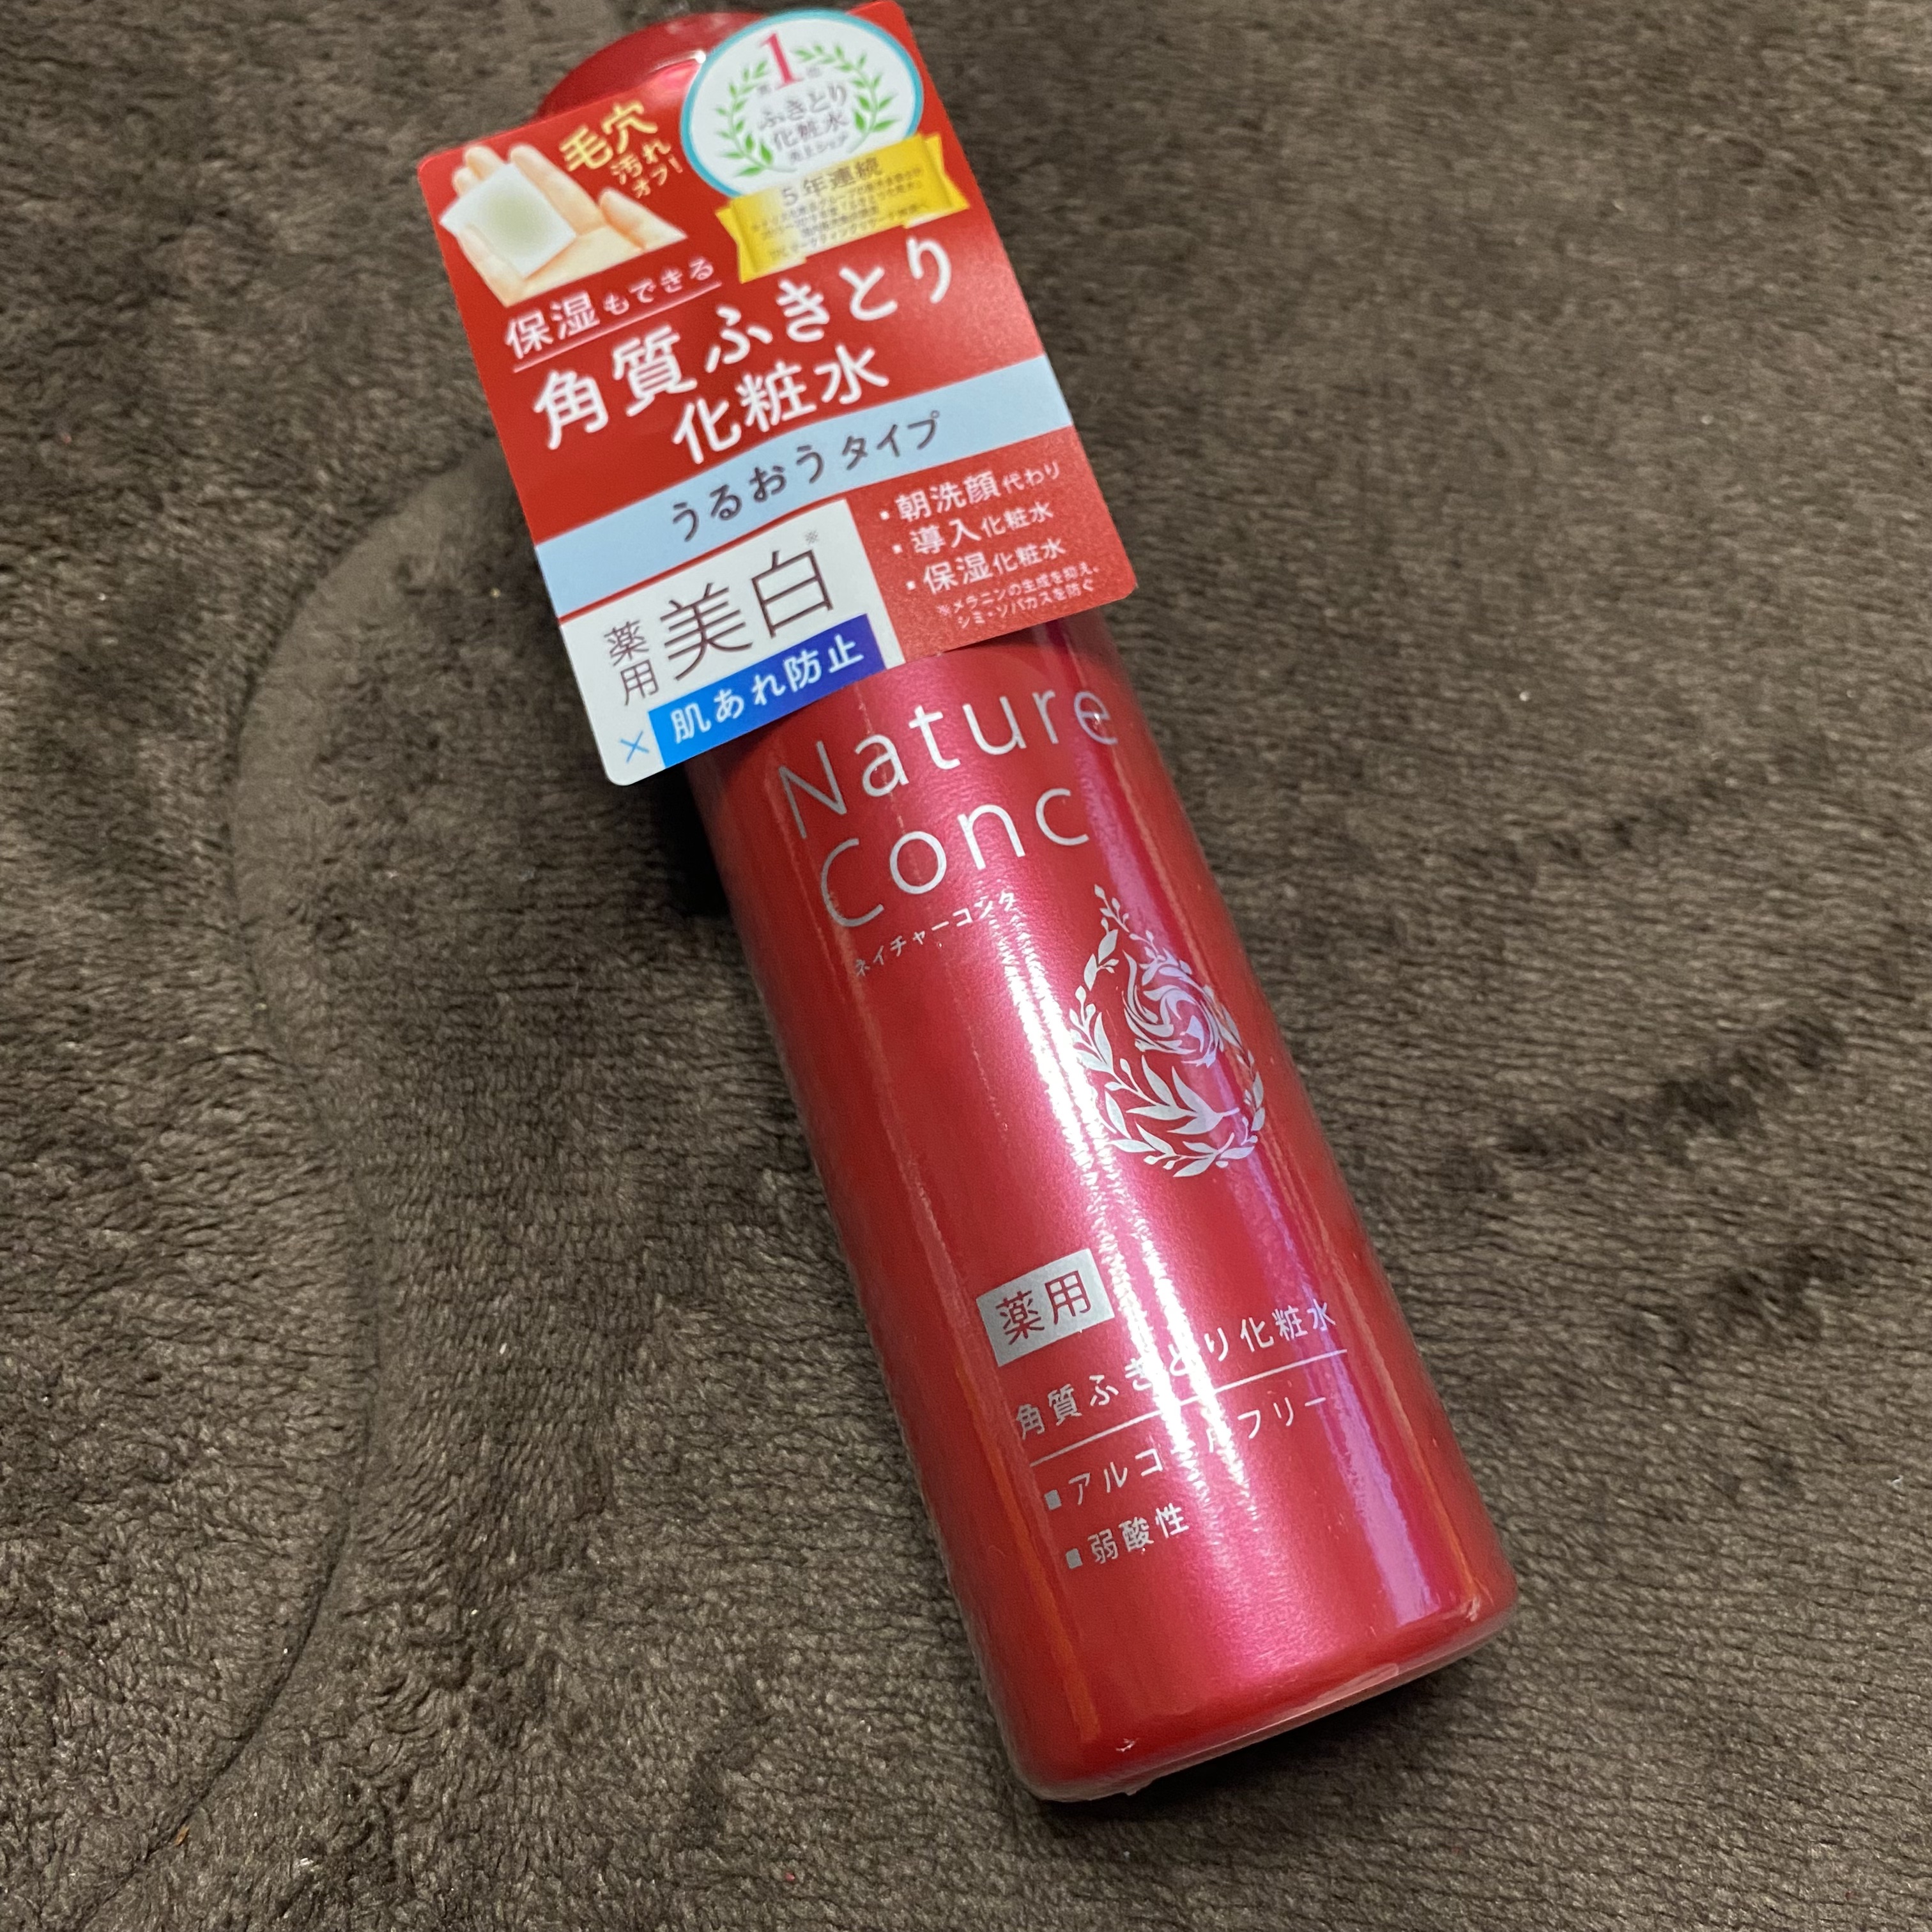 毛穴
汚れ
オフ!
1
ふきとり
化粧水
売上シェア
5年連続
保湿もできる
角質ふきとり
化粧水
うるおうタイプ
薬用
美白※
×肌あれ防止
・朝洗顔代わり
・導入化粧水
・保湿化粧水
※メラニンの生成を抑え、
シミ・ソバカスを防ぐ
Nature
Conc
ネイチャーコンク
薬用
角質ふきとり化粧水
■アルコールフリー
■弱酸性